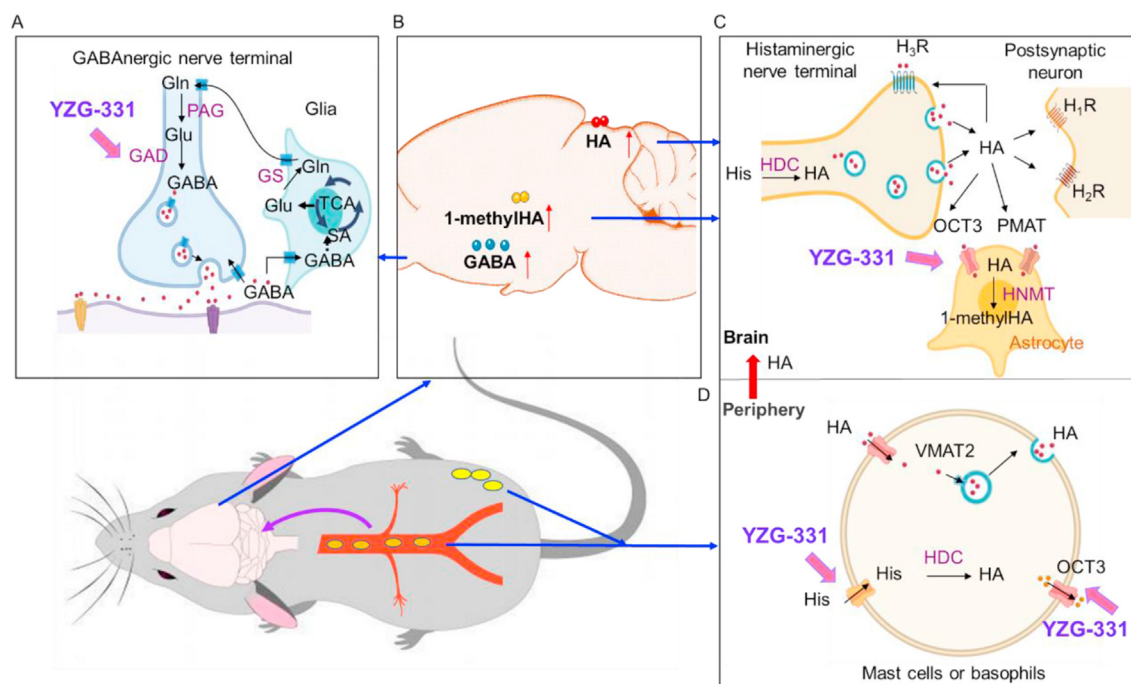 A
GABAnergic nerve terminal
Gln
YZG-331
PAG
Glia
Glu
GAD
GS
Gln
GABA
Glu
TCA
SA
GABA
GABA
B
HA
1-methylHA
GABA
C
Histaminergic
nerve terminal
H3R
Postsynaptic
neuron
H1R
HA
His
HDC
HA
H2R
OCT3
PMAT
YZG-331
HA
HNMT
1-methylHA
Astrocyte
Brain
HA
D
Periphery
HA
VMAT2
HA
YZG-331
His
HDC
HA
OCT3
His
YZG-331
Mast cells or basophils